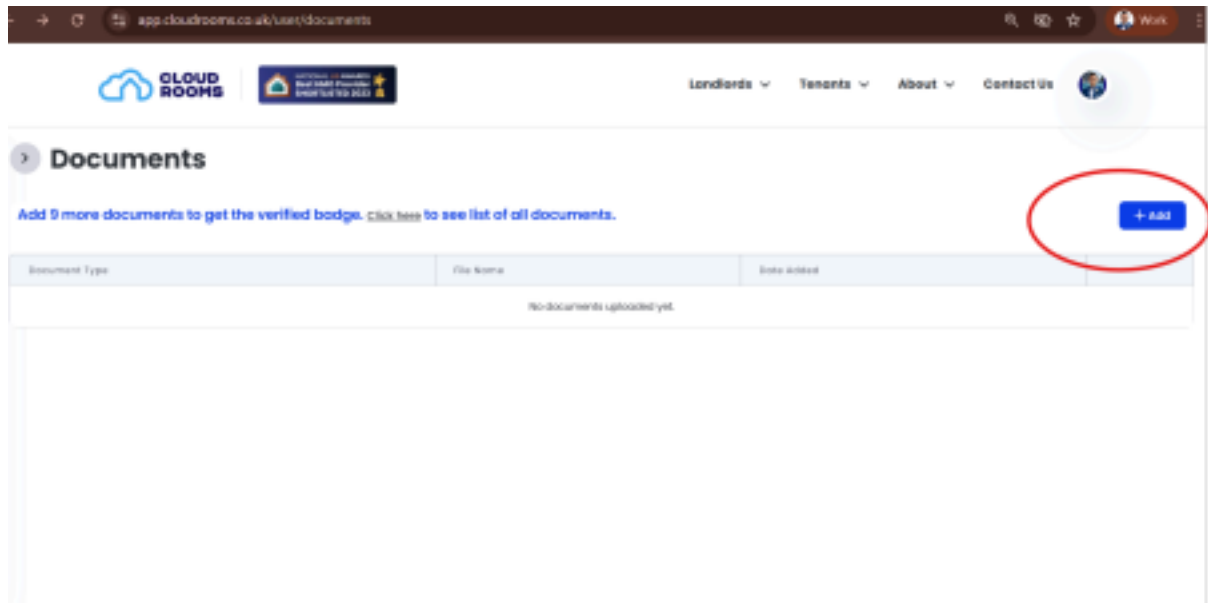 app.cloudrooms.co.uk/user/documents
Work
CLOUD
ROOMS
SHORTLISTED 2023
Landlords
Tenants
About
Contact Us
Documents
Add 9 more documents to get the verified badge. Click here to see list of all documents.
+ Add
Document Type
File Name
Date Added
No documents uploaded yet.